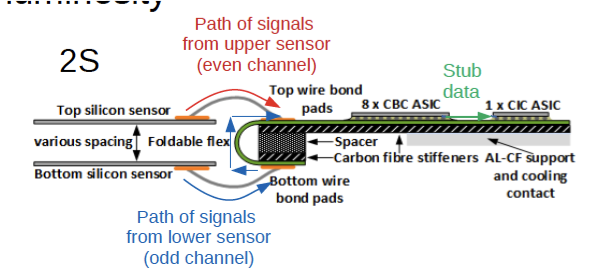 luminosity
2S
Path of signals
from upper sensor
(even channel)
Stub
data
Top wire bond
pads
8 x CBC ASIC
1 x CIC ASIC
Top silicon sensor
various spacing
Foldable flex
Spacer
Carbon fibre stiffeners
AL-CF support
and cooling
contact
Bottom silicon sensor
Bottom wire
bond pads
Path of signals
from lower sensor
(odd channel)